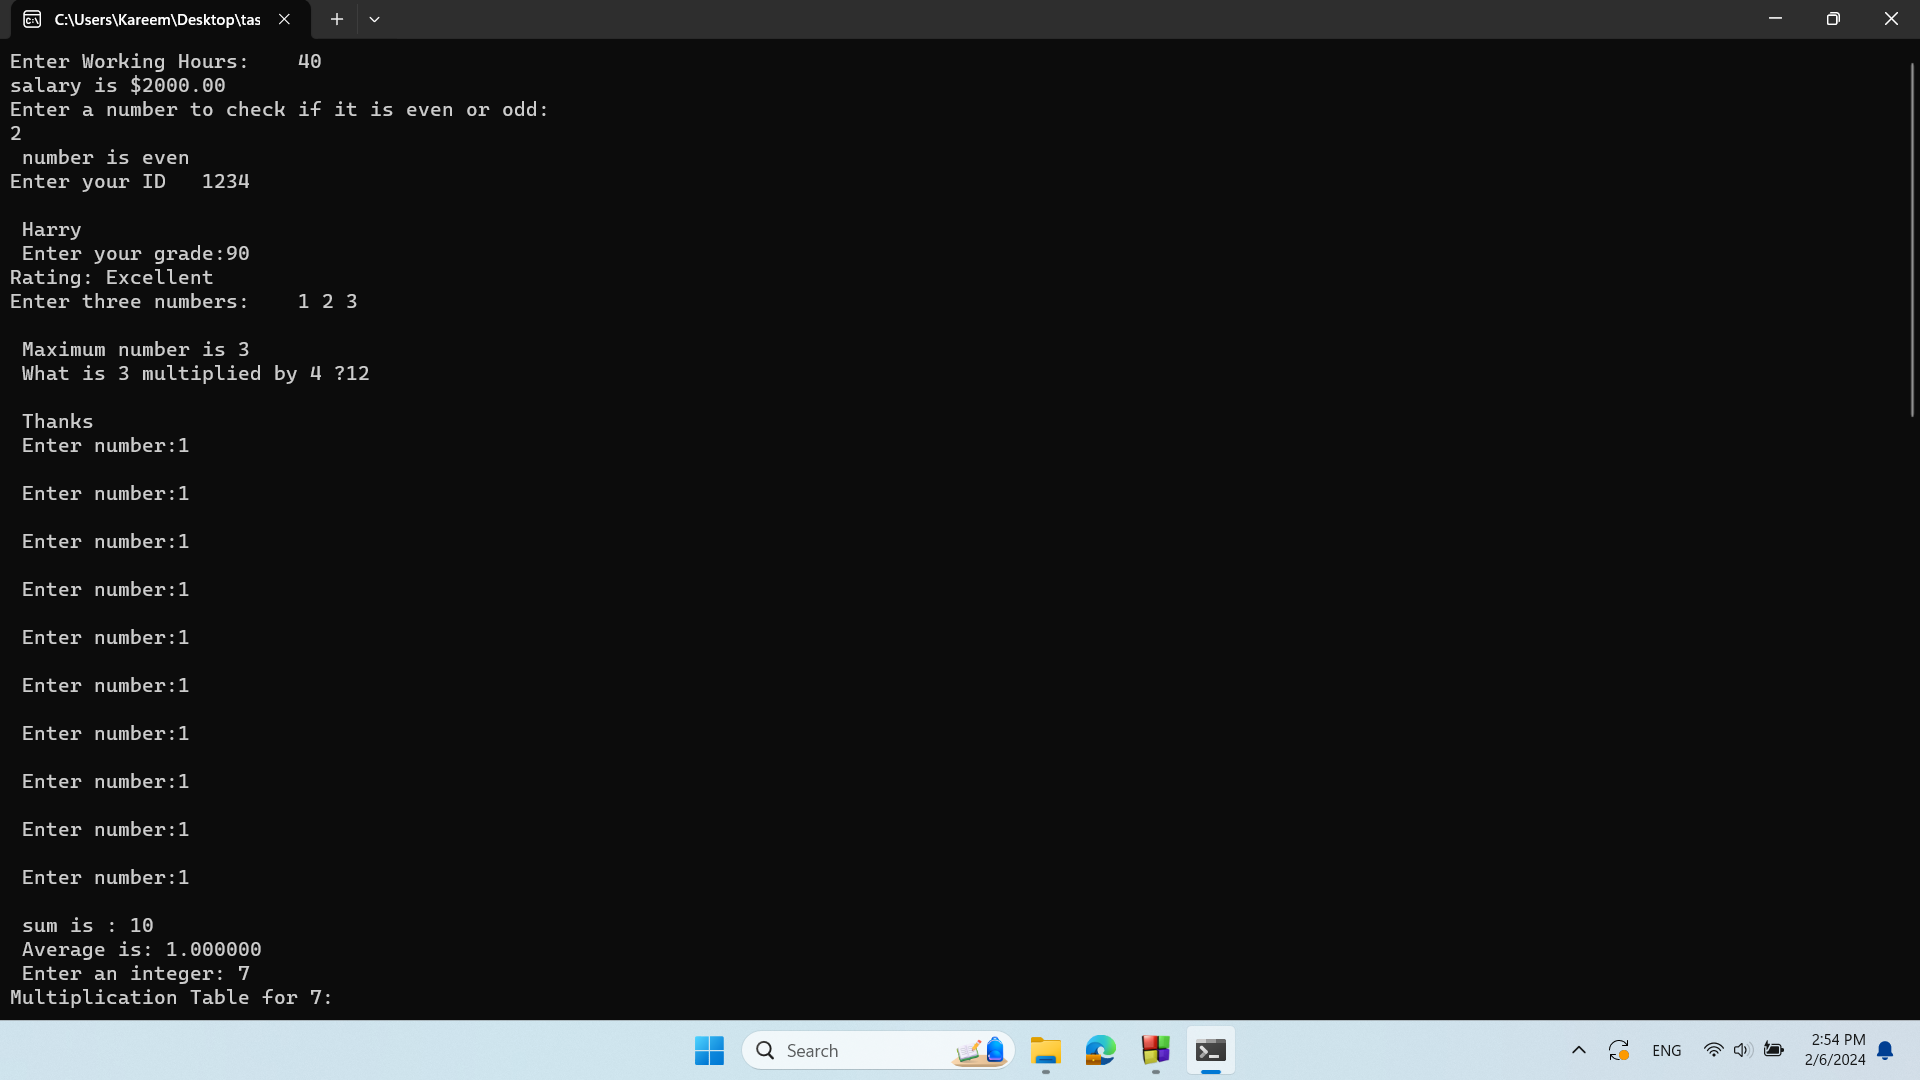 C:\Users\Kareem\Desktop\tas
Enter Working Hours:    40
salary is $2000.00
Enter a number to check if it is even or odd:
2
 number is even
Enter your ID   1234
 Harry
 Enter your grade:90
Rating: Excellent
Enter three numbers:    1 2 3
 Maximum number is 3
 What is 3 multiplied by 4 ?12
 Thanks
 Enter number:1
 Enter number:1
 Enter number:1
 Enter number:1
 Enter number:1
 Enter number:1
 Enter number:1
 Enter number:1
 Enter number:1
 Enter number:1
 sum is : 10
 Average is: 1.000000
 Enter an integer: 7
Multiplication Table for 7:
Search
ENG
2:54 PM
2/6/2024